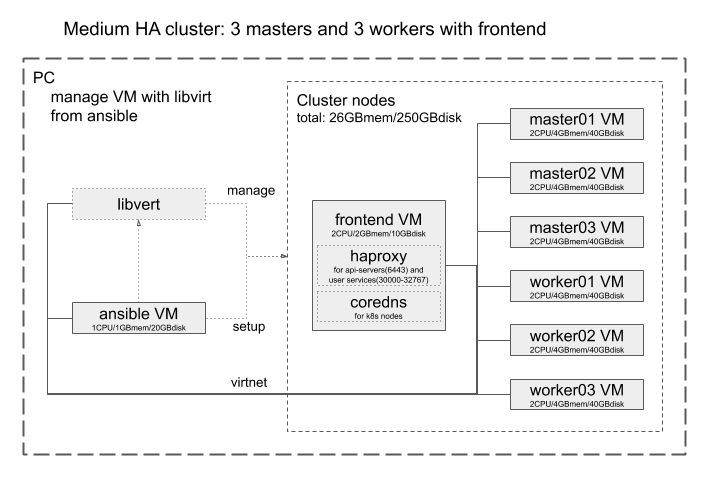 Medium HA cluster: 3 masters and 3 workers with frontend
PC
manage VM with libvirt
from ansible
Cluster nodes
total: 26GBmem/250GBdisk
master01 VM
2CPU/4GBmem/40GBdisk
master02 VM
2CPU/4GBmem/40GBdisk
manage
libvert
frontend VM
2CPU/2GBmem/10GBdisk
haproxy
for api-servers(6443) and
user services(30000-32767)
coredns
for k8s nodes
master03 VM
2CPU/4GBmem/40GBdisk
worker01 VM
2CPU/4GBmem/40GBdisk
ansible VM
1CPU/1GBmem/20GBdisk
setup
worker02 VM
2CPU/4GBmem/40GBdisk
virtnet
worker03 VM
2CPU/4GBmem/40GBdisk